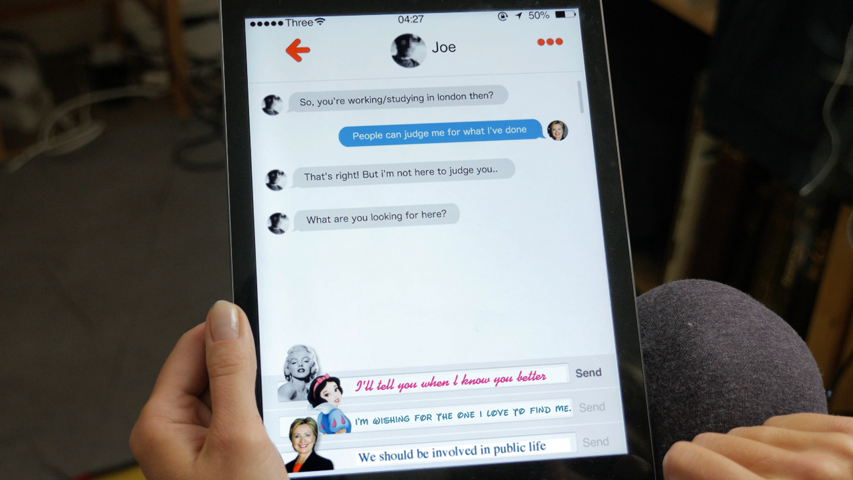 Three 04:27 50%
Joe
So, you're working/studying in london then?
People can judge me for what I've done
That's right! But i'm not here to judge you..
What are you looking for here?
I'll tell you when I know you better Send
I'M WISHING FOR THE ONE I LOVE TO FIND ME. Send
We should be involved in public life Send